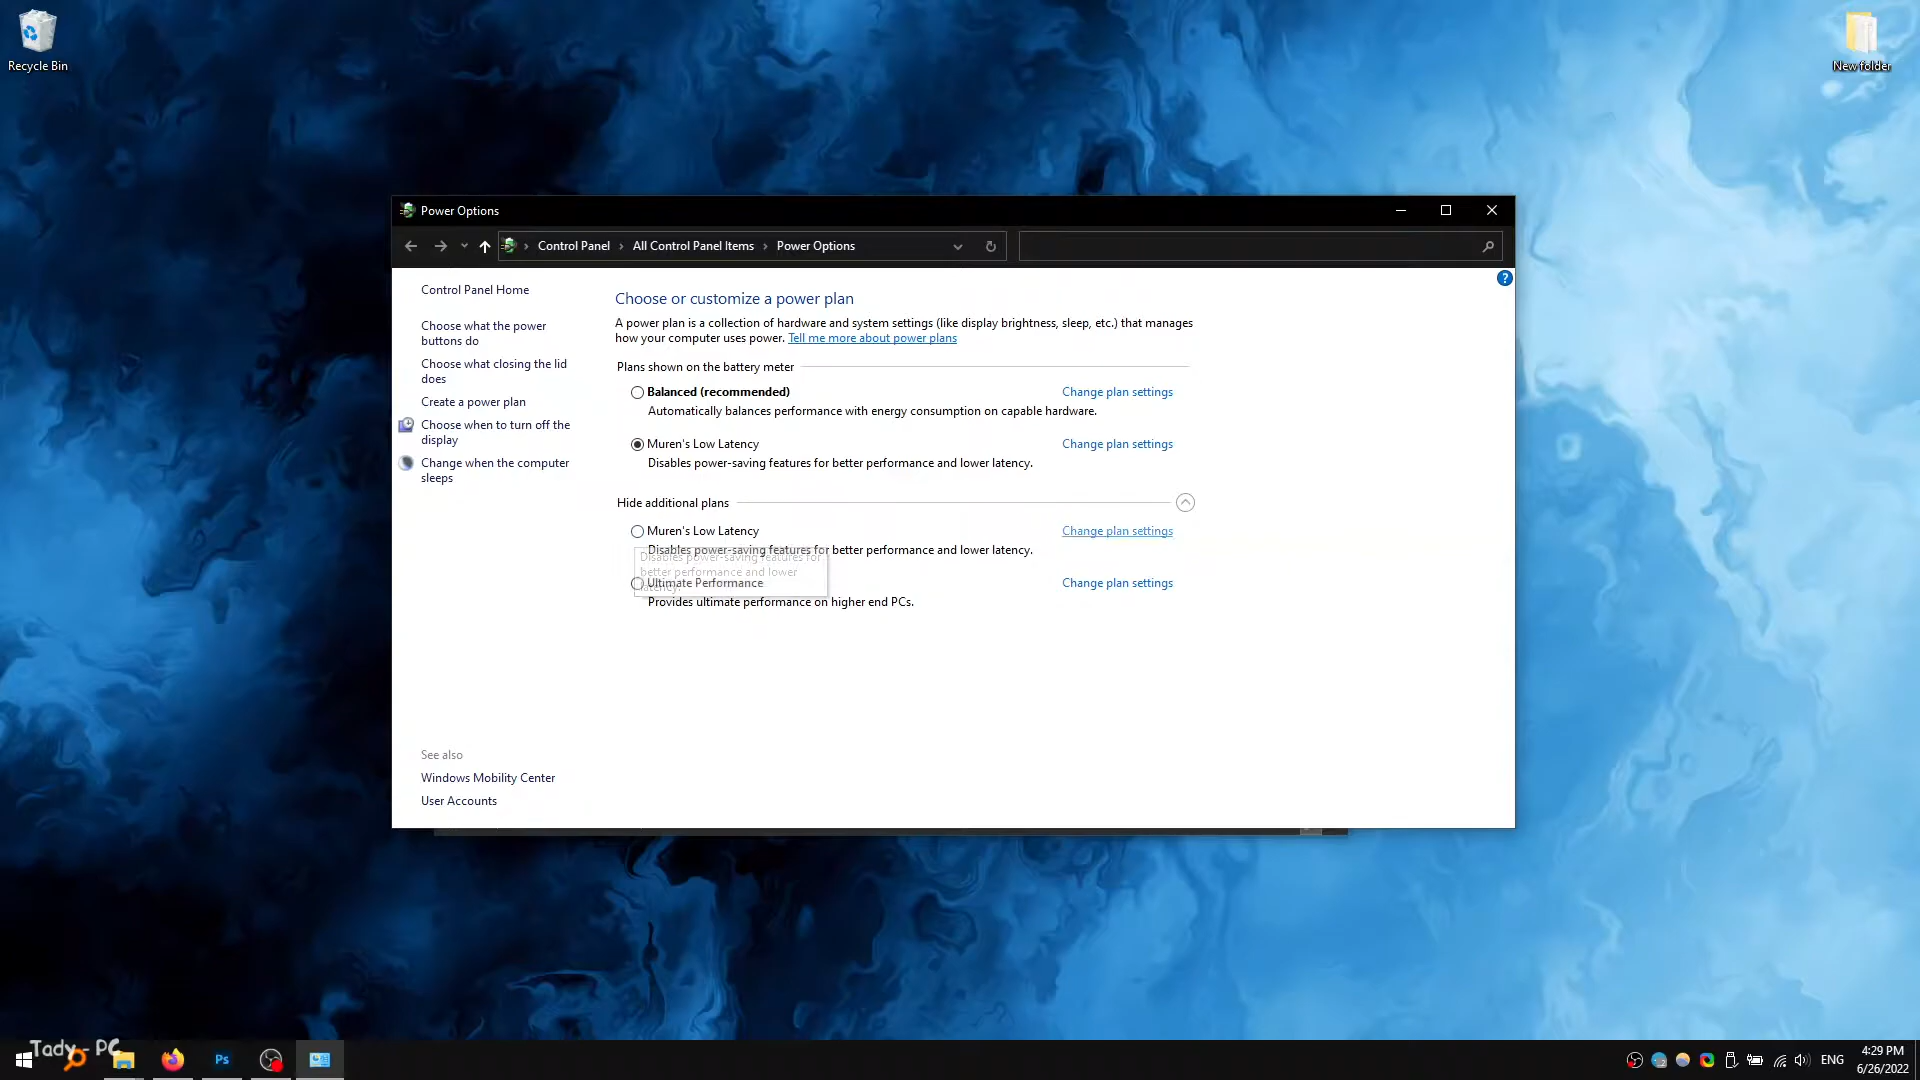 Recycle Bin
New folder
Power Options
Control Panel
All Control Panel Items
Power Options
Control Panel Home
Choose what the power
buttons do
Choose what closing the lid
does
Create a power plan
Choose when to turn off the
display
Change when the computer
sleeps
See also
Windows Mobility Center
User Accounts
?
Choose or customize a power plan
A power plan is a collection of hardware and system settings (like display brightness, sleep, etc.) that manages
how your computer uses power. Tell me more about power plans
Plans shown on the battery meter
Balanced (recommended) Change plan settings
Automatically balances performance with energy consumption on capable hardware.
Muren's Low Latency Change plan settings
Disables power-saving features for better performance and lower latency.
Hide additional plans
Muren's Low Latency Change plan settings
Disables power-saving features for better performance and lower latency.
Disables power-saving features for
better performance and lower
latency.
Ultimate Performance Change plan settings
Provides ultimate performance on higher end PCs.
Tady - PC
Ps
ENG
4:29 PM
6/26/2022